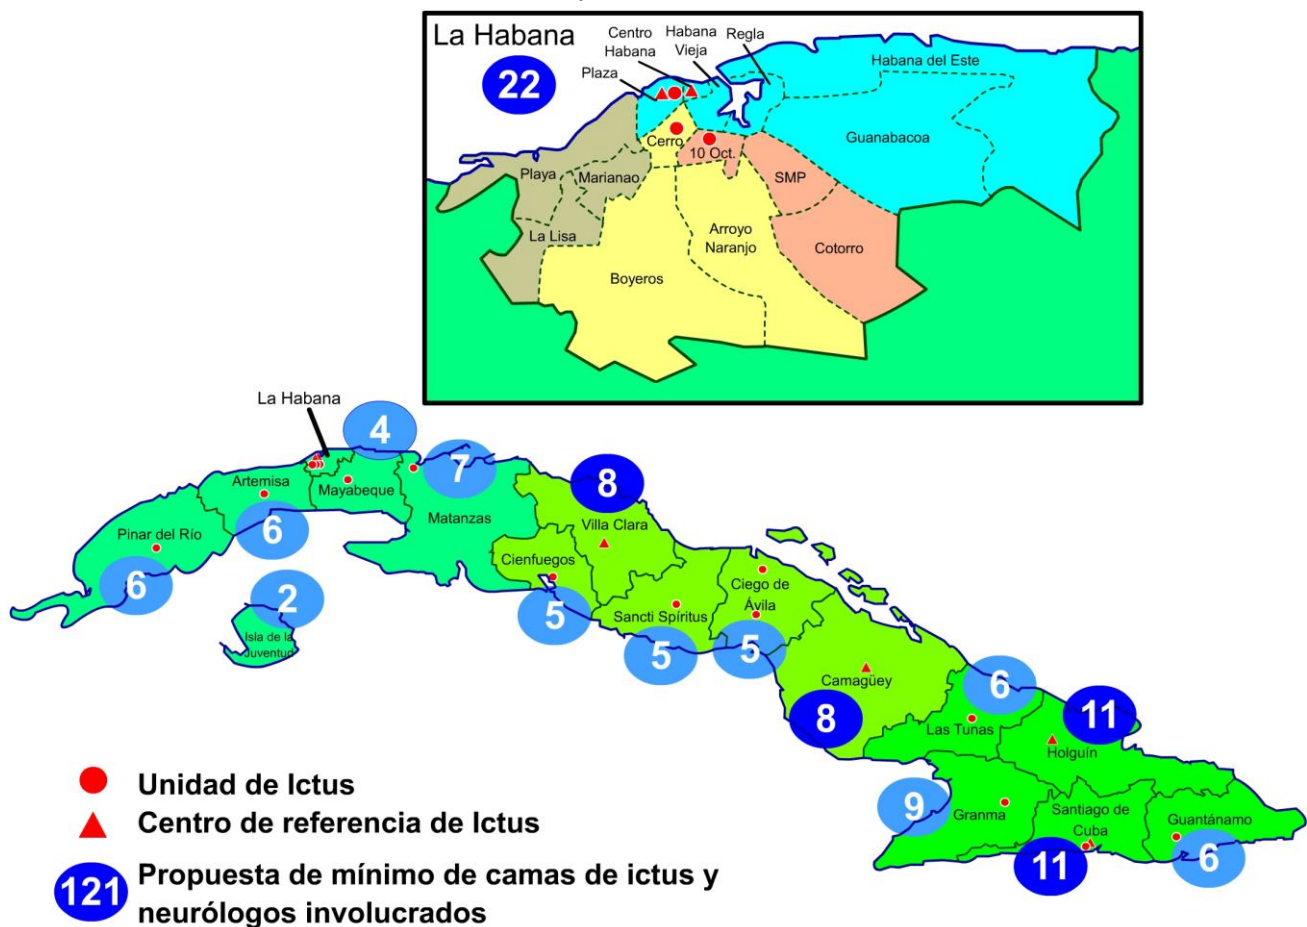 La Habana
22
Centro
Habana
Habana
Vieja
Regla
Plaza
Habana del Este
Guanabacoa
Cerro
10 Oct.
Playa
Marianao
SMP
La Lisa
Arroyo
Naranjo
Cotorro
Boyeros
La Habana
4
7
8
Artemisa
Mayabeque
Matanzas
Villa Clara
Pinar del Río
6
6
Cienfuegos
Ciego de
Ávila
2
5
Sancti Spíritus
5
5
Isla de la
Juventud
Camagüey
8
6
11
Las Tunas
Holguín
9
Granma
Santiago de
Cuba
Guantánamo
11
6
Unidad de Ictus
Centro de referencia de Ictus
121
Propuesta de mínimo de camas de ictus y
neurólogos involucrados